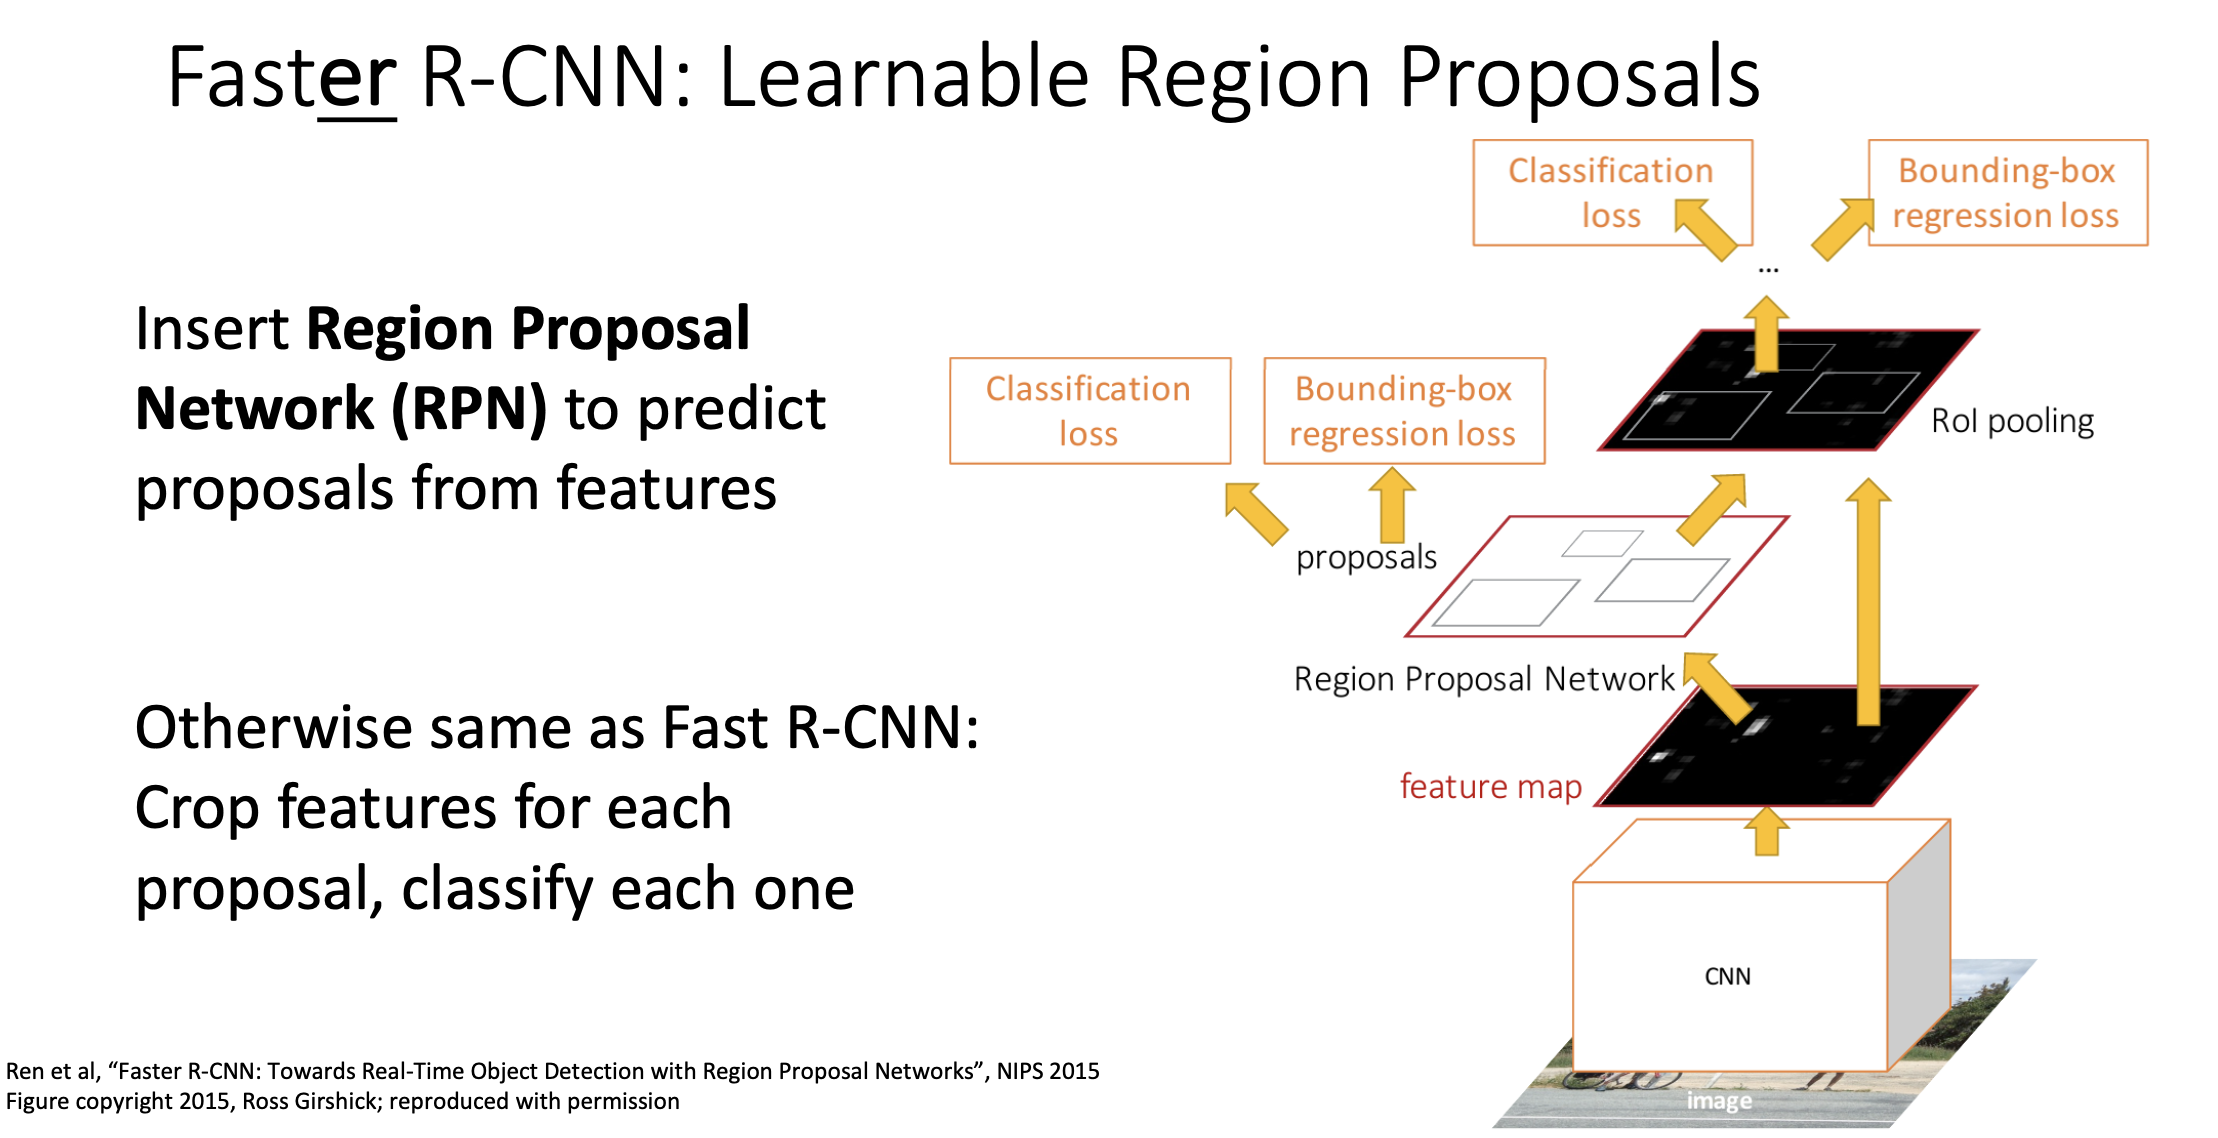 Faster R-CNN: Learnable Region Proposals
Insert Region Proposal
Network (RPN) to predict
proposals from features
Otherwise same as Fast R-CNN:
Crop features for each
proposal, classify each one
Classification
loss
Bounding-box
regression loss
...
RoI pooling
Classification
loss
Bounding-box
regression loss
proposals
Region Proposal Network
feature map
CNN
image
Ren et al, “Faster R-CNN: Towards Real-Time Object Detection with Region Proposal Networks”, NIPS 2015
Figure copyright 2015, Ross Girshick; reproduced with permission